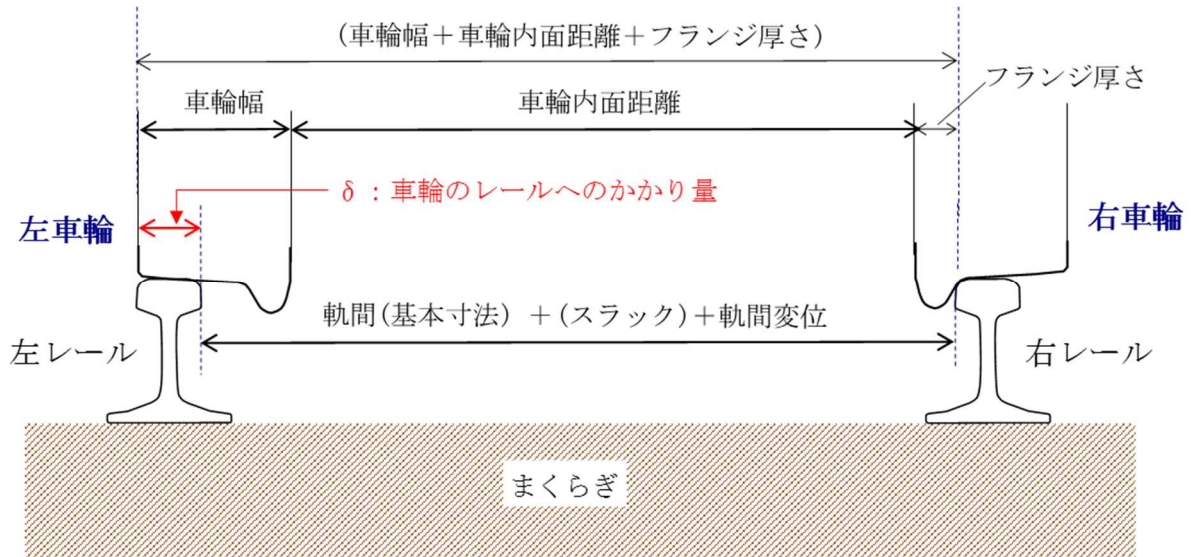 (車輪幅＋車輪内面距離＋フランジ厚さ)
フランジ厚さ
車輪幅
車輪内面距離
δ：車輪のレールへのかかり量
左車輪
右車輪
軌間(基本寸法)＋(スラック)＋軌間変位
左レール
右レール
まくらぎ